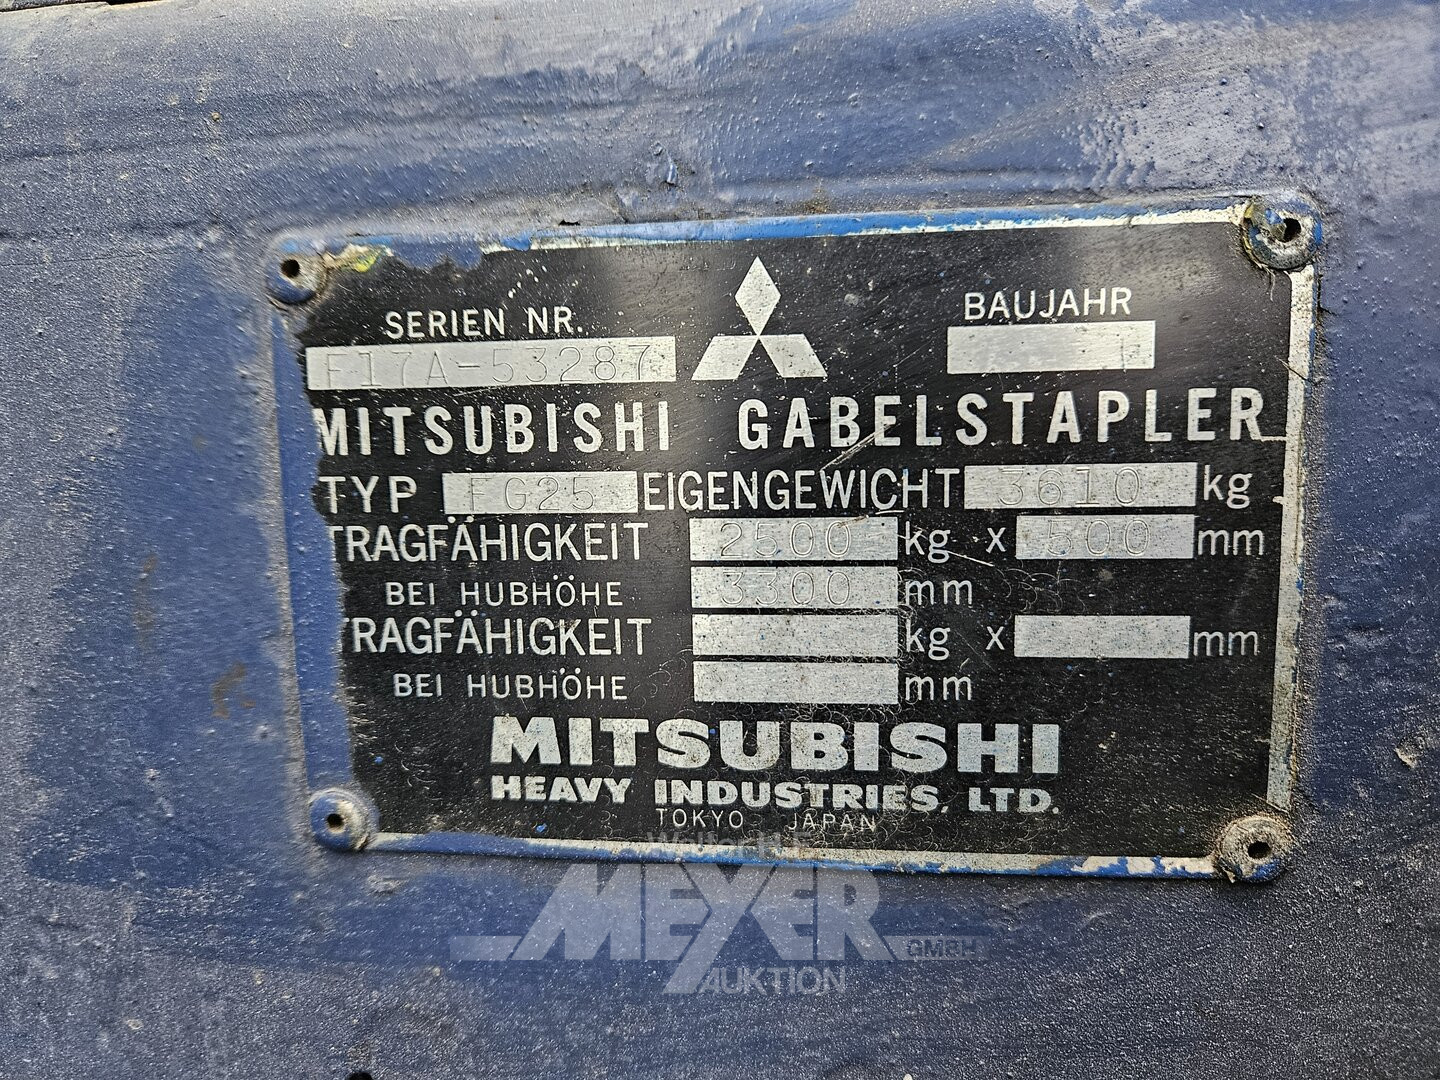 SERIEN NR.
BAUJAHR
F17A-53287
MITSUBISHI GABELSTAPLER
TYP FG25 EIGENGEWICHT 3610 kg
TRAGFÄHIGKEIT 2500 kg x 500 mm
BEI HUBHÖHE 3300 mm
TRAGFÄHIGKEIT kg x mm
BEI HUBHÖHE mm
MITSUBISHI
HEAVY INDUSTRIES, LTD.
TOKYO JAPAN
MEYER GMBH
AUKTION